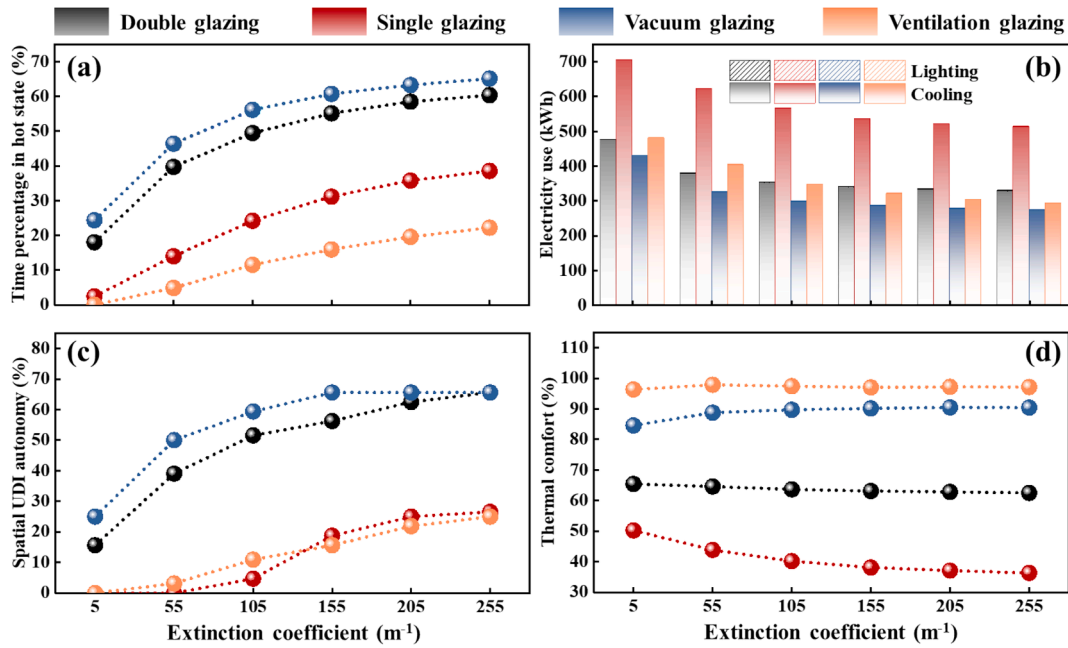 Double glazing Single glazing Vacuum glazing Ventilation glazing
(a)
Time percentage in hot state (%)
70
60
50
40
30
20
10
0
(b)
Lighting
Cooling
Electricity use (kWh)
700
600
500
400
300
200
100
0
(c)
Spatial UDI autonomy (%)
80
70
60
50
40
30
20
10
0
5 55 105 155 205 255
Extinction coefficient (m⁻¹)
(d)
Thermal comfort (%)
110
100
90
80
70
60
50
40
30
5 55 105 155 205 255
Extinction coefficient (m⁻¹)